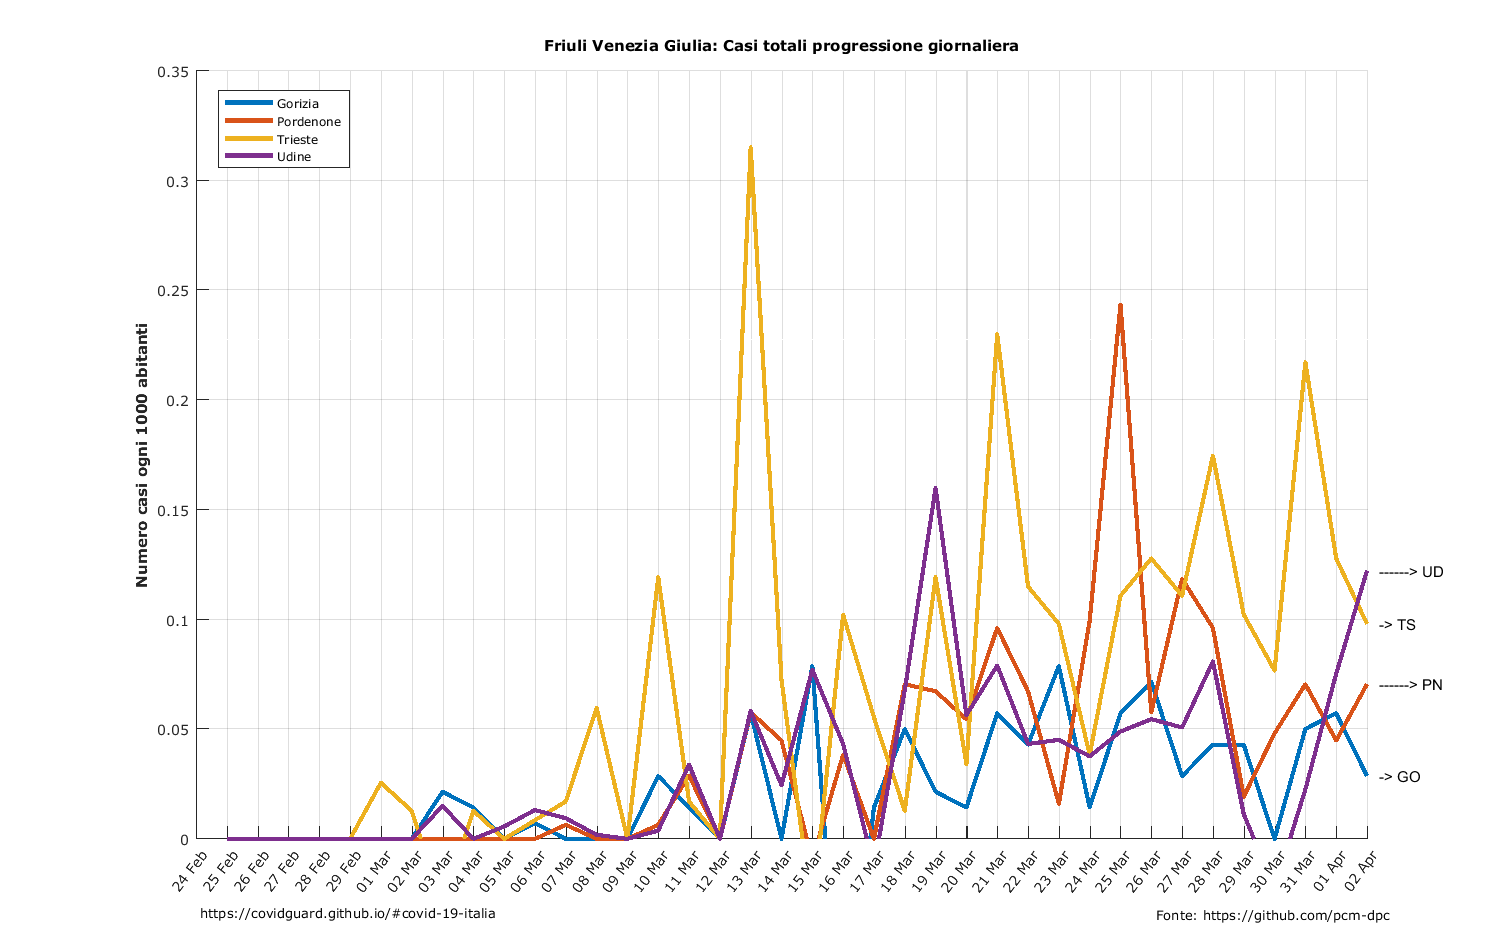 Friuli Venezia Giulia: Casi totali progressione giornaliera
0.35
0.3
0.25
0.2
0.15
0.1
0.05
0
Numero casi ogni 1000 abitanti
Gorizia
Pordenone
Trieste
Udine
------> UD
-> TS
------> PN
-> GO
24 Feb
25 Feb
26 Feb
27 Feb
28 Feb
29 Feb
01 Mar
02 Mar
03 Mar
04 Mar
05 Mar
06 Mar
07 Mar
08 Mar
09 Mar
10 Mar
11 Mar
12 Mar
13 Mar
14 Mar
15 Mar
16 Mar
17 Mar
18 Mar
19 Mar
20 Mar
21 Mar
22 Mar
23 Mar
24 Mar
25 Mar
26 Mar
27 Mar
28 Mar
29 Mar
30 Mar
31 Mar
01 Apr
02 Apr
https://covidguard.github.io/#covid-19-italia
Fonte: https://github.com/pcm-dpc